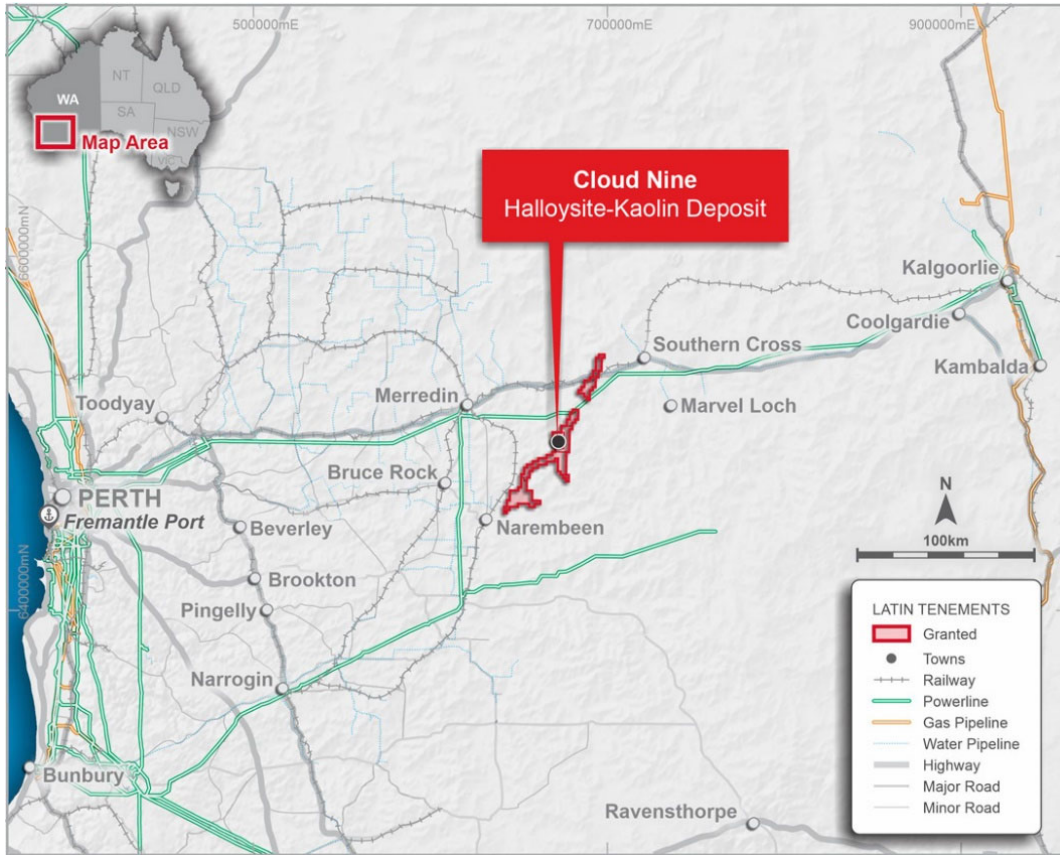 500000mE
700000mE
900000mE
NT
QLD
WA
SA
NSW
VIC
Map Area
6600000mN
Cloud Nine
Halloysite-Kaolin Deposit
Kalgoorlie
Coolgardie
Southern Cross
Kambalda
Merredin
Marvel Loch
Toodyay
Bruce Rock
PERTH
Fremantle Port
Narembeen
Beverley
N
100km
Brookton
6400000mN
Pingelly
Narrogin
Bunbury
Ravensthorpe
LATIN TENEMENTS
Granted
Towns
Railway
Powerline
Gas Pipeline
Water Pipeline
Highway
Major Road
Minor Road